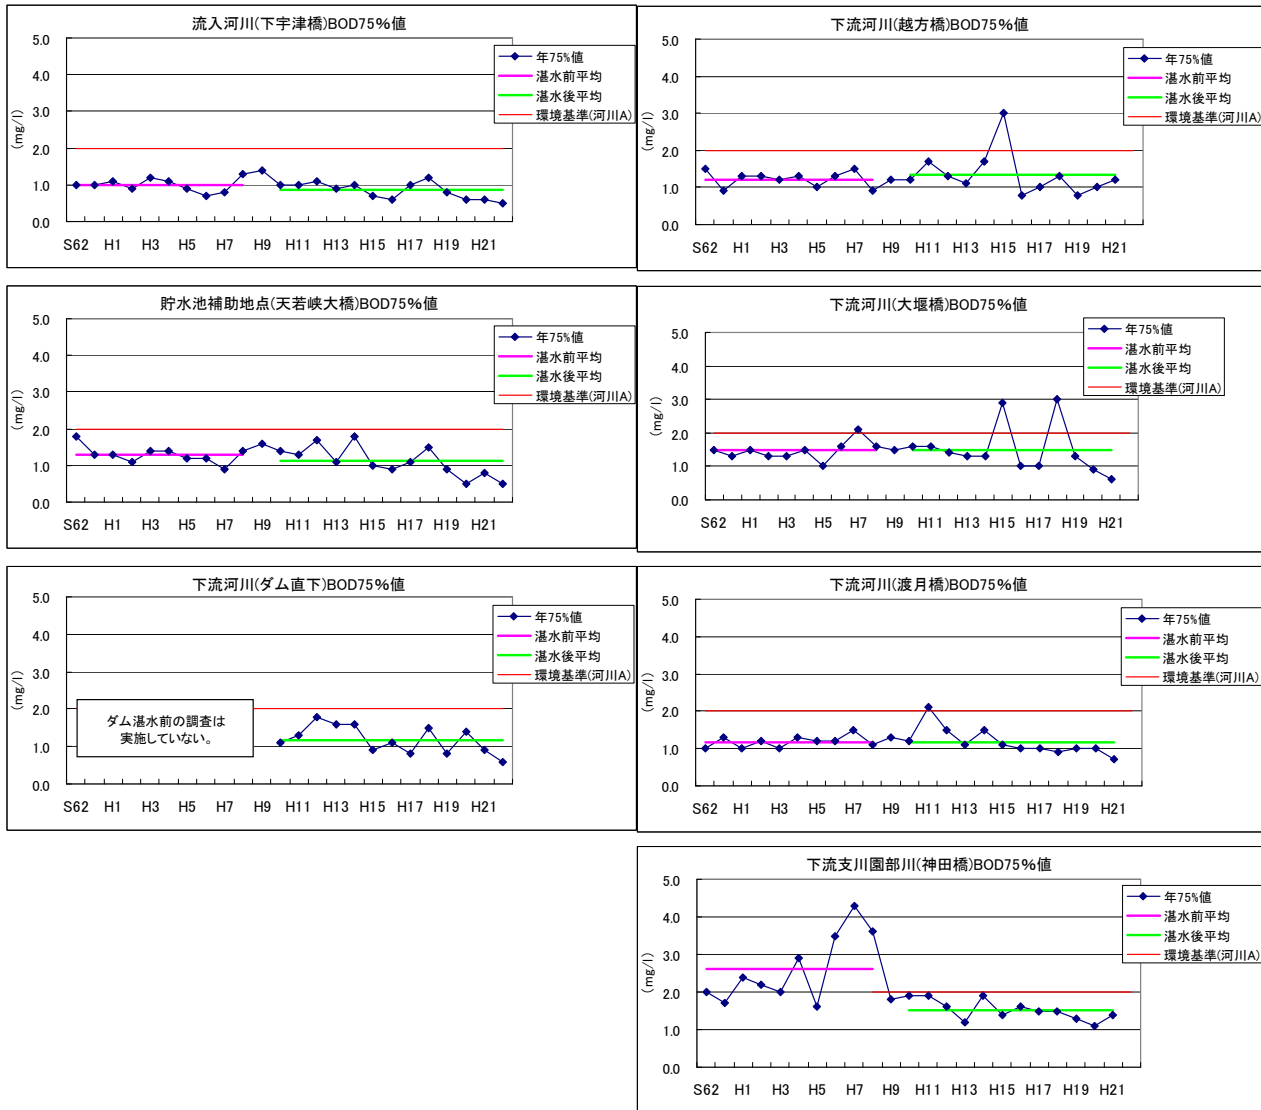 流入河川(下宇津橋)BOD75%値
(mg/l)
5.0
4.0
3.0
2.0
1.0
0.0
S62 H1 H3 H5 H7 H9 H11 H13 H15 H17 H19 H21
年75%値
湛水前平均
湛水後平均
環境基準(河川A)
下流河川(越方橋)BOD75%値
(mg/l)
5.0
4.0
3.0
2.0
1.0
0.0
S62 H1 H3 H5 H7 H9 H11 H13 H15 H17 H19 H21
年75%値
湛水前平均
湛水後平均
環境基準(河川A)
貯水池補助地点(天若峡大橋)BOD75%値
(mg/l)
5.0
4.0
3.0
2.0
1.0
0.0
S62 H1 H3 H5 H7 H9 H11 H13 H15 H17 H19 H21
年75%値
湛水前平均
湛水後平均
環境基準(河川A)
下流河川(大堰橋)BOD75%値
(mg/l)
5.0
4.0
3.0
2.0
1.0
0.0
S62 H1 H3 H5 H7 H9 H11 H13 H15 H17 H19 H21
年75%値
湛水前平均
湛水後平均
環境基準(河川A)
下流河川(ダム直下)BOD75%値
(mg/l)
5.0
4.0
3.0
2.0
1.0
0.0
S62 H1 H3 H5 H7 H9 H11 H13 H15 H17 H19 H21
ダム湛水前の調査は
実施していない。
年75%値
湛水前平均
湛水後平均
環境基準(河川A)
下流河川(渡月橋)BOD75%値
(mg/l)
5.0
4.0
3.0
2.0
1.0
0.0
S62 H1 H3 H5 H7 H9 H11 H13 H15 H17 H19 H21
年75%値
湛水前平均
湛水後平均
環境基準(河川A)
下流支川園部川(神田橋)BOD75%値
(mg/l)
5.0
4.0
3.0
2.0
1.0
0.0
S62 H1 H3 H5 H7 H9 H11 H13 H15 H17 H19 H21
年75%値
湛水前平均
湛水後平均
環境基準(河川A)